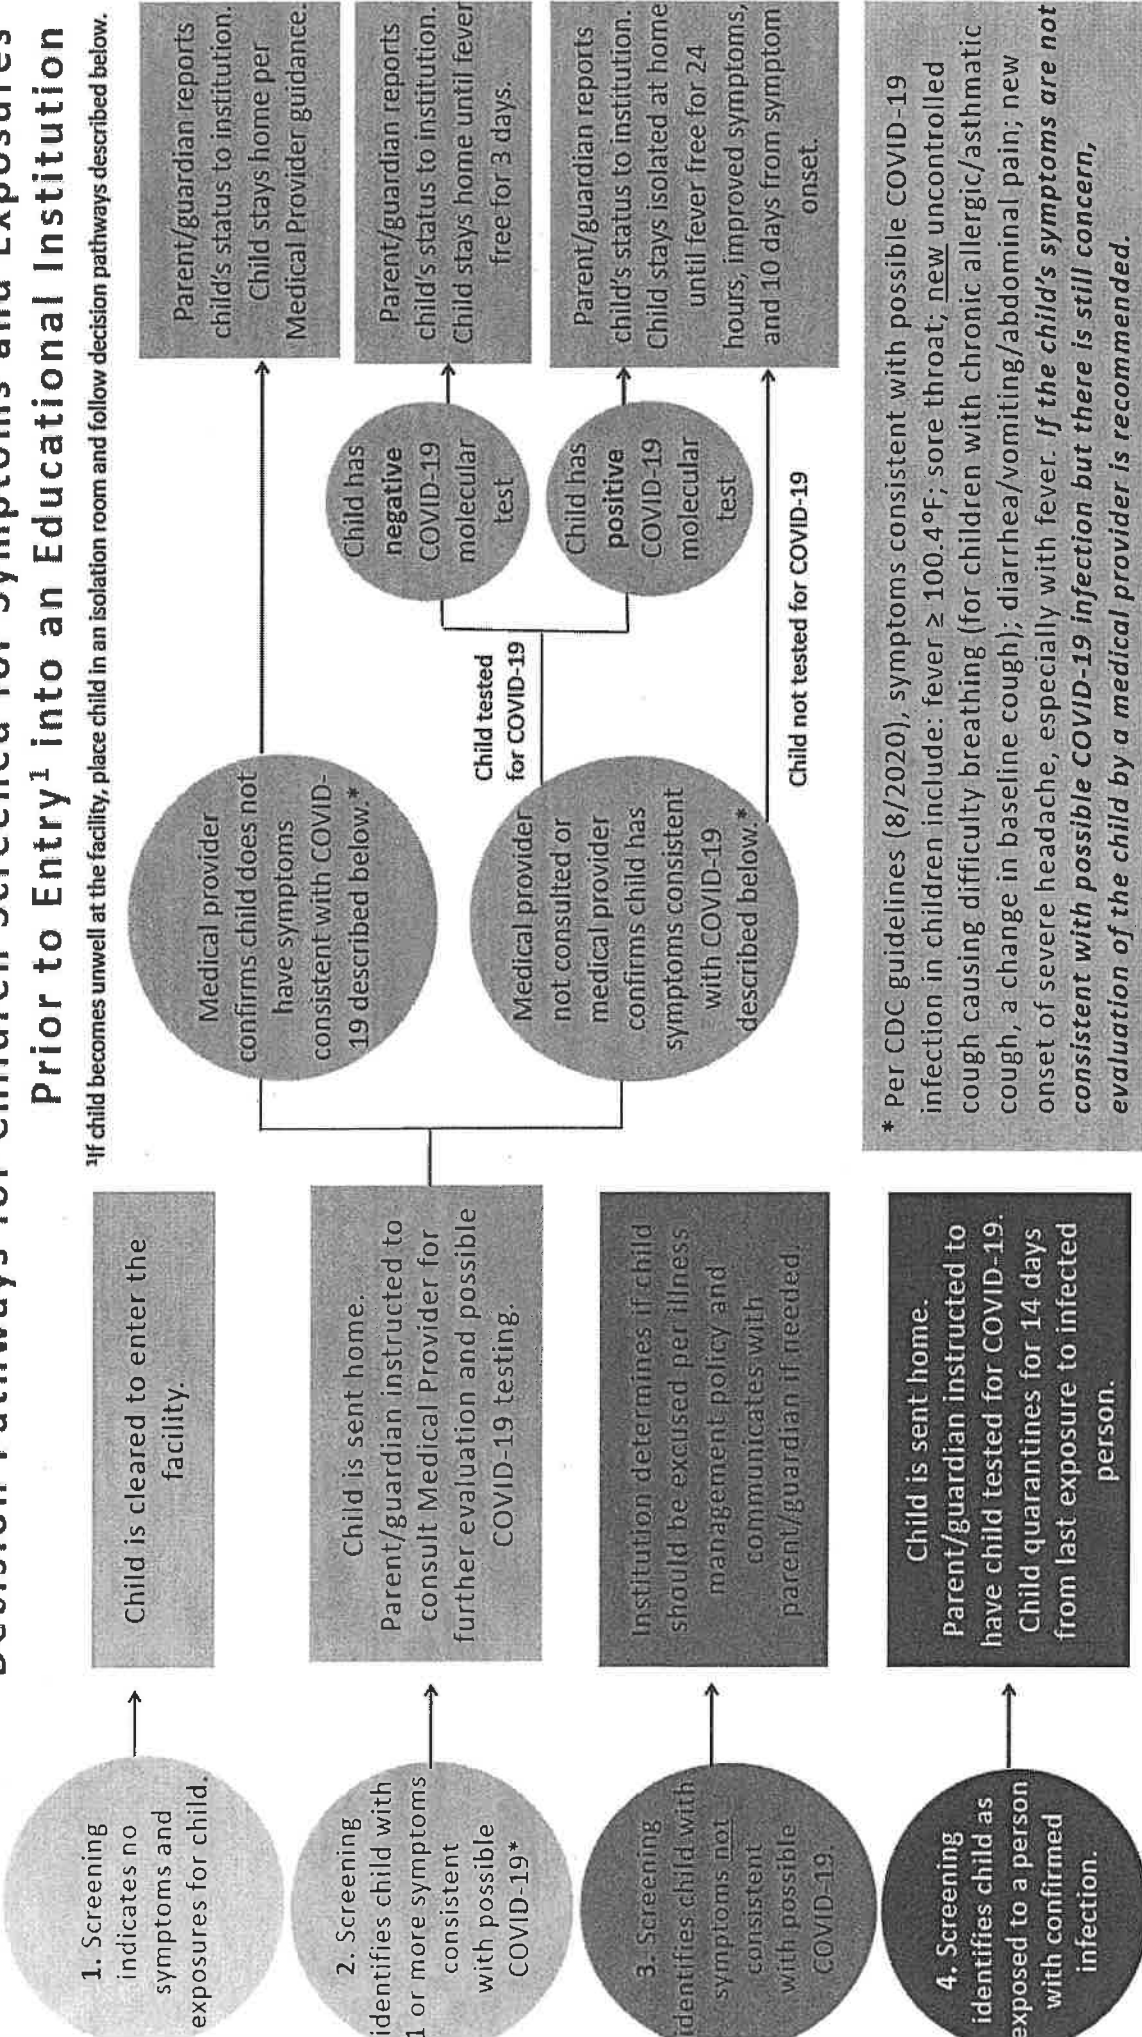 Decision Pathways for Children Screened for Symptoms and Exposures
Prior to Entry¹ into an Educational Institution
¹If child becomes unwell at the facility, place child in an isolation room and follow decision pathways described below.
1. Screening
indicates no
symptoms and
exposures for child.
Child is cleared to enter the
facility.
2. Screening
identifies child with
1 or more symptoms
consistent
with possible
COVID-19*
Child is sent home.
Parent/guardian instructed to
consult Medical Provider for
further evaluation and possible
COVID-19 testing.
Medical provider
confirms child does not
have symptoms
consistent with COVID-
19 described below.*
Parent/guardian reports
child's status to institution.
Child stays home per
Medical Provider guidance.
Medical provider
not consulted or
medical provider
confirms child has
symptoms consistent
with COVID-19
described below.*
Child tested
for COVID-19
Child has
negative
COVID-19
molecular
test
Parent/guardian reports
child's status to institution.
Child stays home until fever
free for 3 days.
Child has
positive
COVID-19
molecular
test
Child not tested for COVID-19
Parent/guardian reports
child's status to institution.
Child stays isolated at home
until fever free for 24
hours, improved symptoms,
and 10 days from symptom
onset.
3. Screening
identifies child with
symptoms not
consistent
with possible
COVID-19
Institution determines if child
should be excused per illness
management policy and
communicates with
parent/guardian if needed.
4. Screening
identifies child as
exposed to a person
with confirmed
infection.
Child is sent home.
Parent/guardian instructed to
have child tested for COVID-19.
Child quarantines for 14 days
from last exposure to infected
person.
* Per CDC guidelines (8/2020), symptoms consistent with possible COVID-19
infection in children include: fever ≥ 100.4°F; sore throat; new uncontrolled
cough causing difficulty breathing (for children with chronic allergic/asthmatic
cough, a change in baseline cough); diarrhea/vomiting/abdominal pain; new
onset of severe headache, especially with fever. If the child's symptoms are not
consistent with possible COVID-19 infection but there is still concern,
evaluation of the child by a medical provider is recommended.